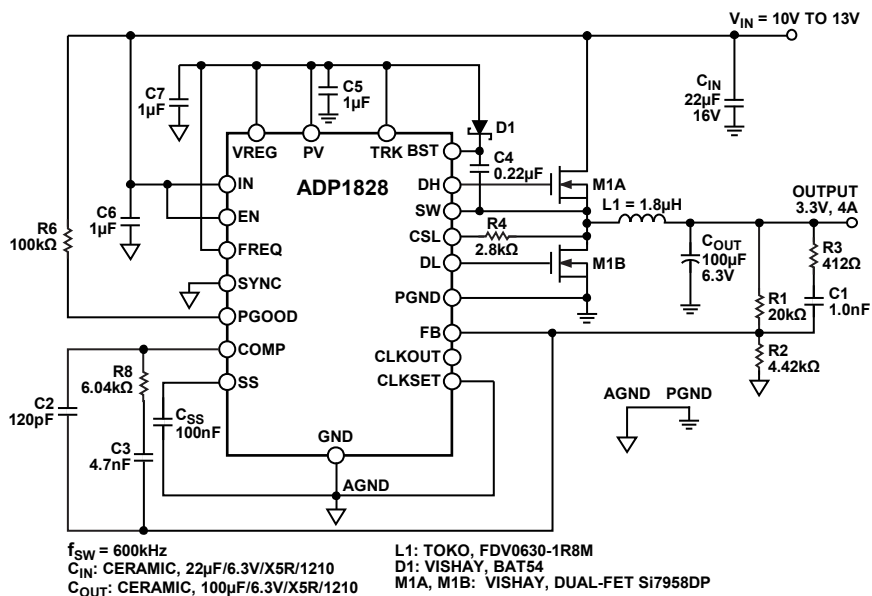 VIN = 10V TO 13V
CIN
22µF
16V
C7
1µF
C5
1µF
D1
VREG
PV
TRK
BST
C4
0.22µF
ADP1828
IN
DH
M1A
L1 = 1.8µH
OUTPUT
3.3V, 4A
EN
SW
C6
1µF
R6
100kΩ
FREQ
CSL
R4
2.8kΩ
COUT
100µF
6.3V
R3
412Ω
SYNC
DL
M1B
PGOOD
PGND
R1
20kΩ
C1
1.0nF
COMP
FB
R8
6.04kΩ
CLKOUT
R2
4.42kΩ
SS
CLKSET
C2
120pF
CSS
100nF
AGND PGND
C3
4.7nF
GND
AGND
fSW = 600kHz
CIN: CERAMIC, 22µF/6.3V/X5R/1210
COUT: CERAMIC, 100µF/6.3V/X5R/1210
L1: TOKO, FDV0630-1R8M
D1: VISHAY, BAT54
M1A, M1B: VISHAY, DUAL-FET Si7958DP